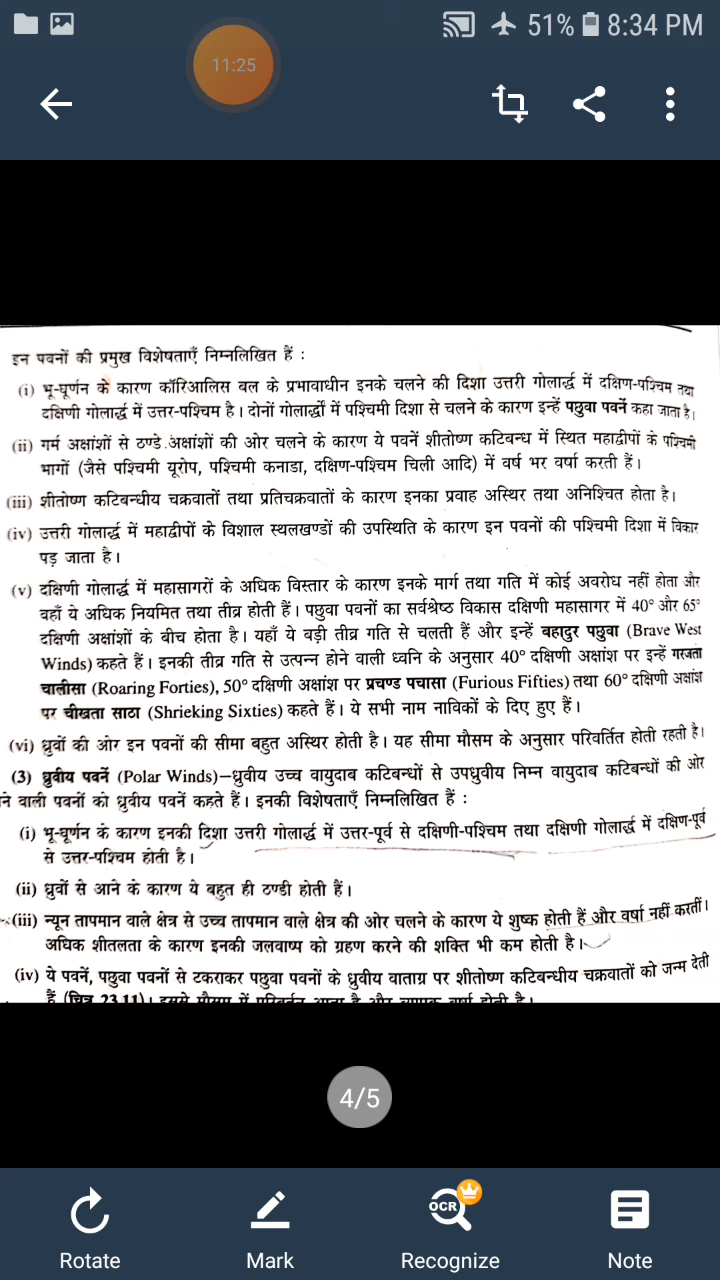 51% 8:34 PM
11:25
इन पवनों की प्रमुख विशेषताएँ निम्नलिखित हैं :
(i) भू-घूर्णन के कारण कॉरिआलिस बल के प्रभावाधीन इनके चलने की दिशा उत्तरी गोलार्द्ध में दक्षिण-पश्चिम तथा
दक्षिणी गोलार्द्ध में उत्तर-पश्चिम है। दोनों गोलार्द्धों में पश्चिमी दिशा से चलने के कारण इन्हें पछुवा पवनें कहा जाता है।
(ii) गर्म अक्षांशों से ठण्डे अक्षांशों की ओर चलने के कारण ये पवनें शीतोष्ण कटिबन्ध में स्थित महाद्वीपों के पश्चिमी
भागों (जैसे पश्चिमी यूरोप, पश्चिमी कनाडा, दक्षिण-पश्चिम चिली आदि) में वर्ष भर वर्षा करती हैं।
(iii) शीतोष्ण कटिबन्धीय चक्रवातों तथा प्रतिचक्रवातों के कारण इनका प्रवाह अस्थिर तथा अनिश्चित होता है।
(iv) उत्तरी गोलार्द्ध में महाद्वीपों के विशाल स्थलखण्डों की उपस्थिति के कारण इन पवनों की पश्चिमी दिशा में विकार
पड़ जाता है।
(v) दक्षिणी गोलार्द्ध में महासागरों के अधिक विस्तार के कारण इनके मार्ग तथा गति में कोई अवरोध नहीं होता और
वहाँ ये अधिक नियमित तथा तीव्र होती हैं। पछुवा पवनों का सर्वश्रेष्ठ विकास दक्षिणी महासागर में 40° और 65°
दक्षिणी अक्षांशों के बीच होता है। यहाँ ये बड़ी तीव्र गति से चलती हैं और इन्हें बहादुर पछुवा (Brave West
Winds) कहते हैं। इनकी तीव्र गति से उत्पन्न होने वाली ध्वनि के अनुसार 40° दक्षिणी अक्षांश पर इन्हें गरजता
चालीसा (Roaring Forties), 50° दक्षिणी अक्षांश पर प्रचण्ड पचासा (Furious Fifties) तथा 60° दक्षिणी अक्षांश
पर चीखता साठा (Shrieking Sixties) कहते हैं। ये सभी नाम नाविकों के दिए हुए हैं।
(vi) ध्रुवों की ओर इन पवनों की सीमा बहुत अस्थिर होती है। यह सीमा मौसम के अनुसार परिवर्तित होती रहती है।
(3) ध्रुवीय पवनें (Polar Winds)–ध्रुवीय उच्च वायुदाब कटिबन्धों से उपध्रुवीय निम्न वायुदाब कटिबन्धों की ओर
ने वाली पवनों को ध्रुवीय पवनें कहते हैं। इनकी विशेषताएँ निम्नलिखित हैं :
(i) भू-घूर्णन के कारण इनकी दिशा उत्तरी गोलार्द्ध में उत्तर-पूर्व से दक्षिणी-पश्चिम तथा दक्षिणी गोलार्द्ध में दक्षिण-पूर्व
से उत्तर-पश्चिम होती है।
(ii) ध्रुवों से आने के कारण ये बहुत ही ठण्डी होती हैं।
(iii) न्यून तापमान वाले क्षेत्र से उच्च तापमान वाले क्षेत्र की ओर चलने के कारण ये शुष्क होती हैं और वर्षा नहीं करतीं।
अधिक शीतलता के कारण इनकी जलवाष्प को ग्रहण करने की शक्ति भी कम होती है।
(iv) ये पवनें, पछुवा पवनों से टकराकर पछुवा पवनों के ध्रुवीय वाताग्र पर शीतोष्ण कटिबन्धीय चक्रवातों को जन्म देती
हैं (चित्र 23.11)। इससे मौसम में परिवर्तन आता है और व्यापक वर्षा होती है।
4/5
OCR
Rotate Mark Recognize Note